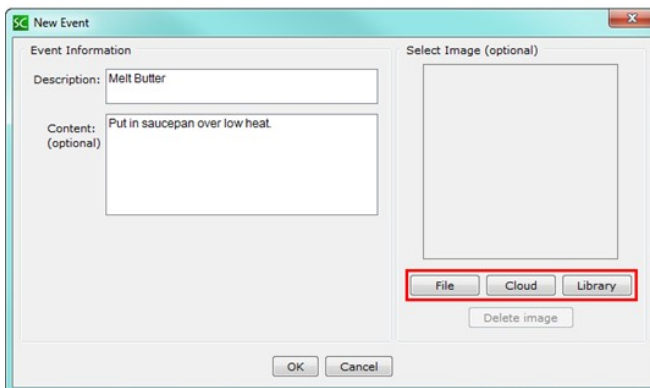 SC New Event
X
Event Information
Select Image (optional)
Description: Melt Butter
Content: Put in saucepan over low heat.
(optional)
File Cloud Library
Delete image
OK Cancel